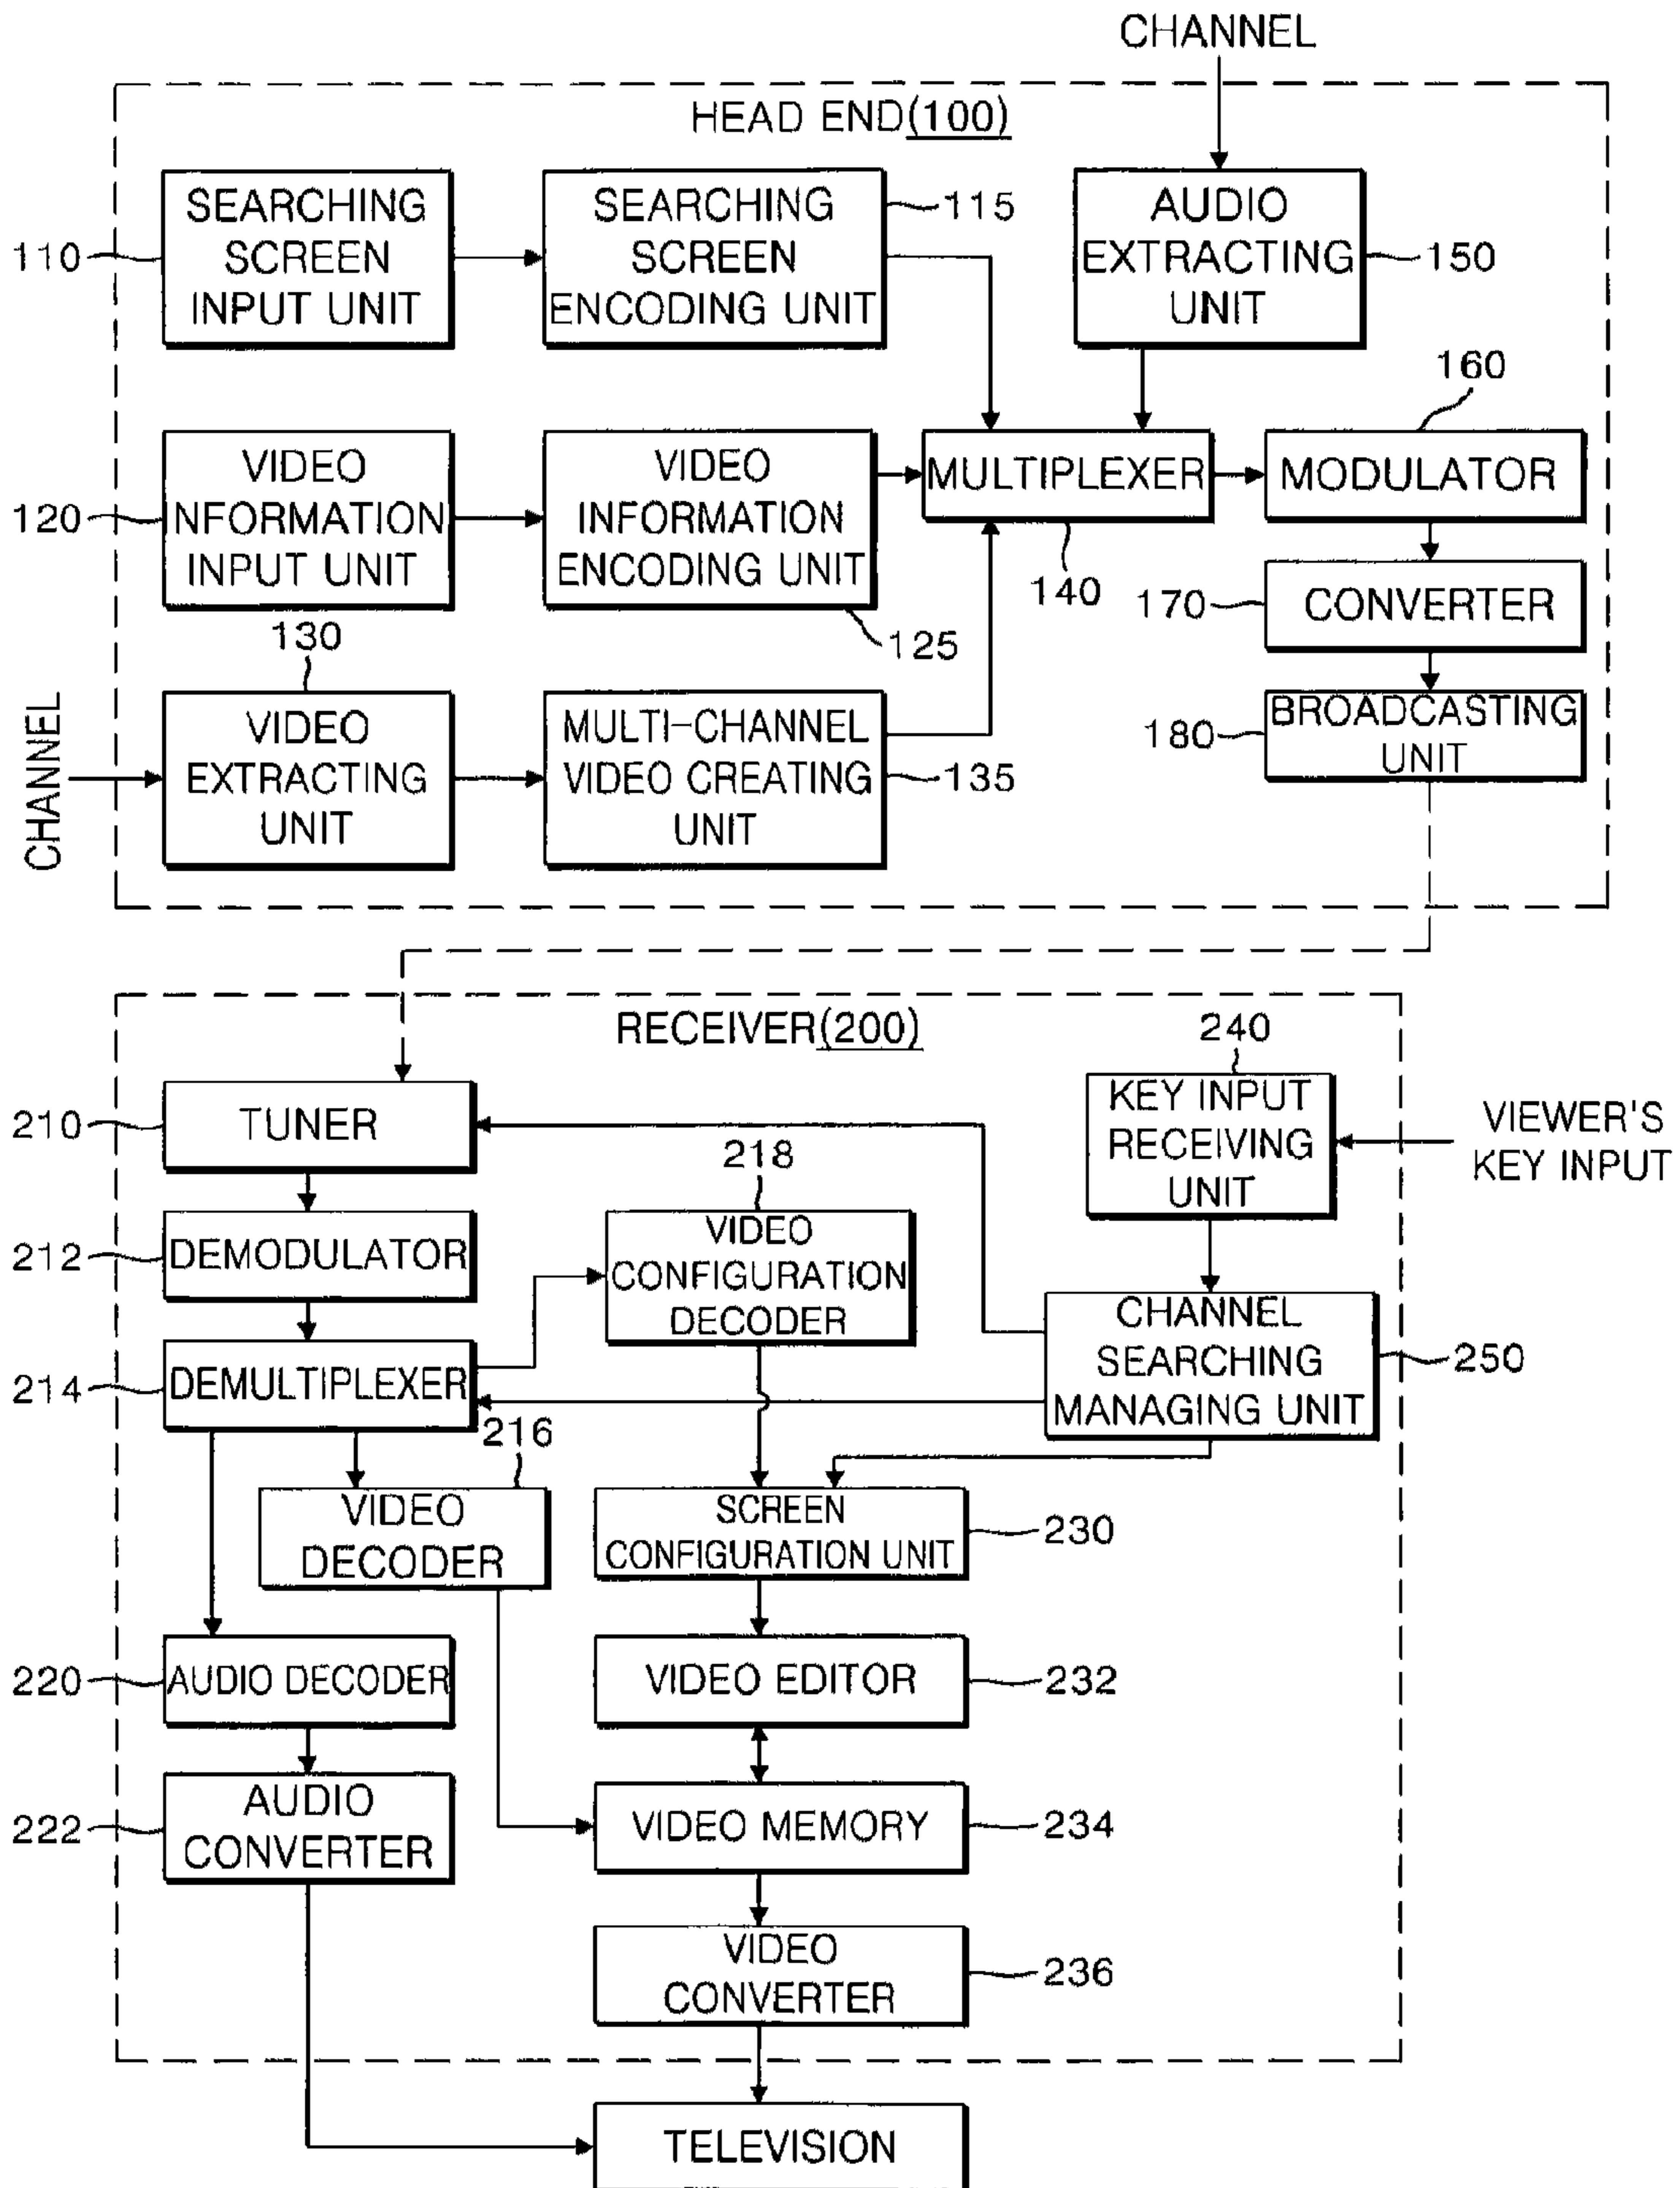 CHANNEL
HEAD END(100)
SEARCHING
SCREEN
INPUT UNIT
110
SEARCHING
SCREEN
ENCODING UNIT
115
AUDIO
EXTRACTING
UNIT
150
160
VIDEO
NFORMATION
INPUT UNIT
120
VIDEO
INFORMATION
ENCODING UNIT
125
MULTIPLEXER
140
MODULATOR
170
CONVERTER
130
CHANNEL
VIDEO
EXTRACTING
UNIT
MULTI-CHANNEL
VIDEO CREATING
UNIT
135
180
BROADCASTING
UNIT
RECEIVER(200)
240
210
TUNER
KEY INPUT
RECEIVING
UNIT
VIEWER'S
KEY INPUT
218
212
DEMODULATOR
VIDEO
CONFIGURATION
DECODER
CHANNEL
SEARCHING
MANAGING UNIT
250
214
DEMULTIPLEXER
216
VIDEO
DECODER
SCREEN
CONFIGURATION UNIT
230
220
AUDIO DECODER
VIDEO EDITOR
232
222
AUDIO
CONVERTER
VIDEO MEMORY
234
VIDEO
CONVERTER
236
TELEVISION